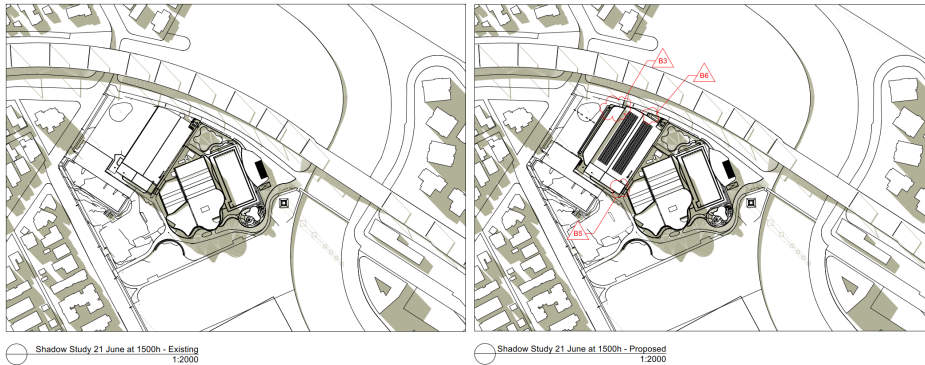 B3
B6
B5
Shadow Study 21 June at 1500h - Existing
1:2000
Shadow Study 21 June at 1500h - Proposed
1:2000